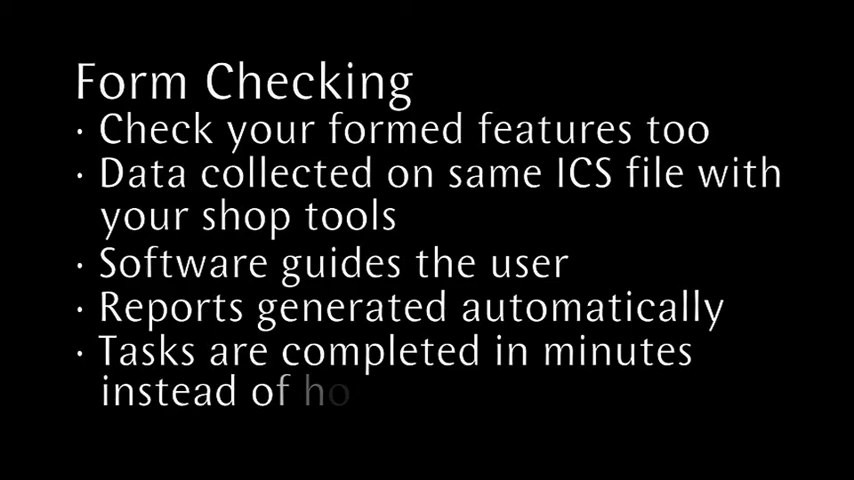 Form Checking
· Check your formed features too
· Data collected on same ICS file with
your shop tools
· Software guides the user
· Reports generated automatically
· Tasks are completed in minutes
instead of ho